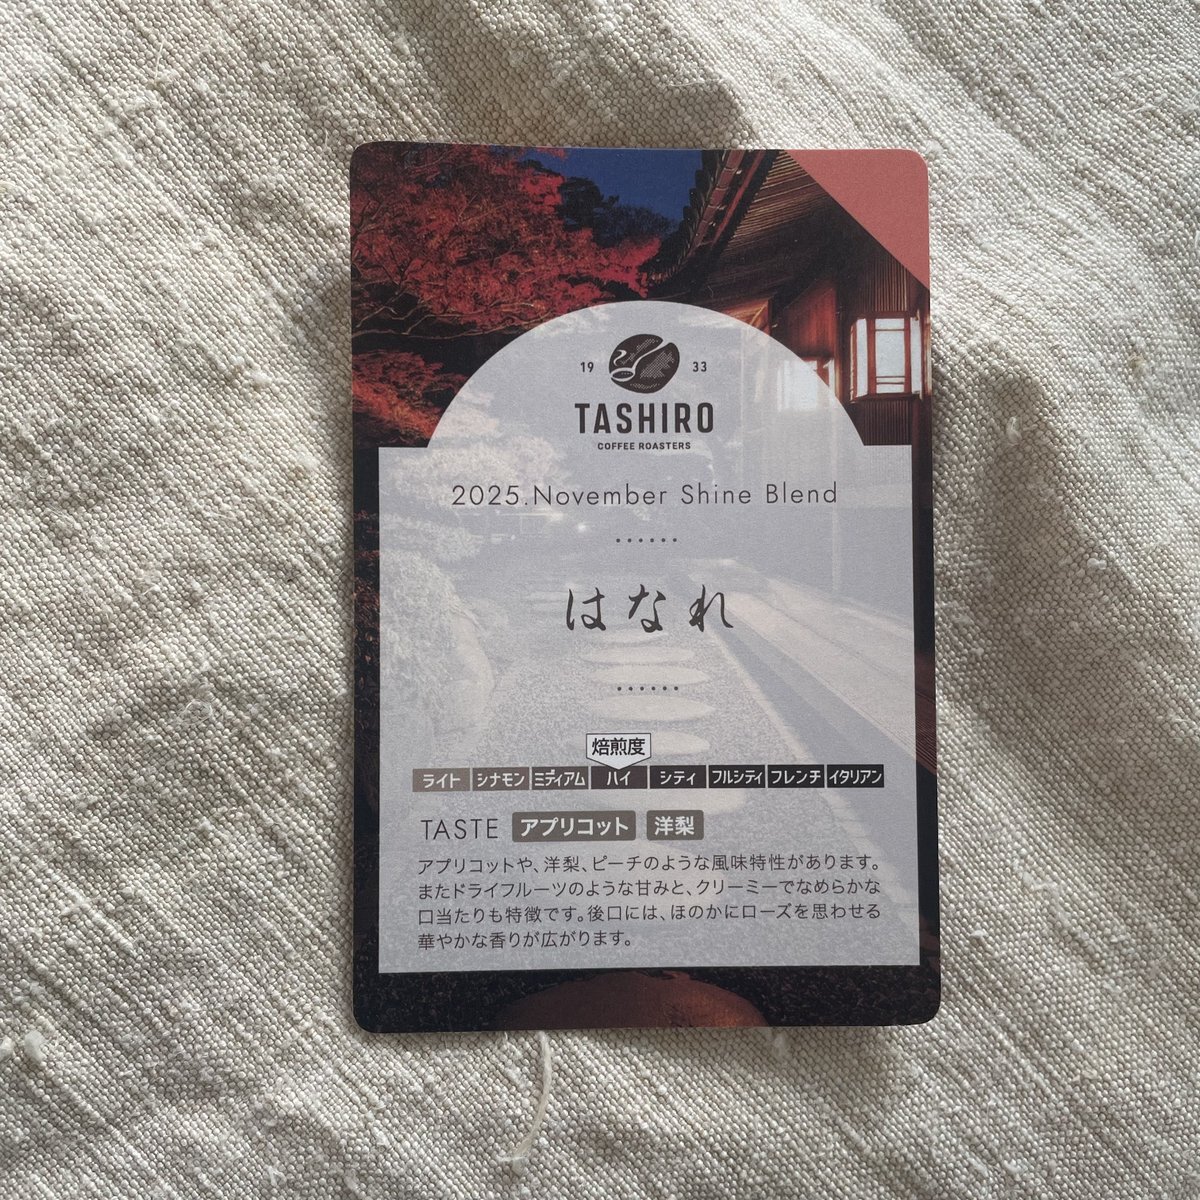 19 33
TASHIRO
COFFEE ROASTERS
2025.November Shine Blend
......
はなれ
......
焙煎度
ライト シナモン ミディアム ハイ シティ フルシティ フレンチ イタリアン
TASTE アプリコット 洋梨
アプリコットや、洋梨、ピーチのような風味特性があります。
またドライフルーツのような甘みと、クリーミーでなめらかな
口当たりも特徴です。後口には、ほのかにローズを思わせる
華やかな香りが広がります。